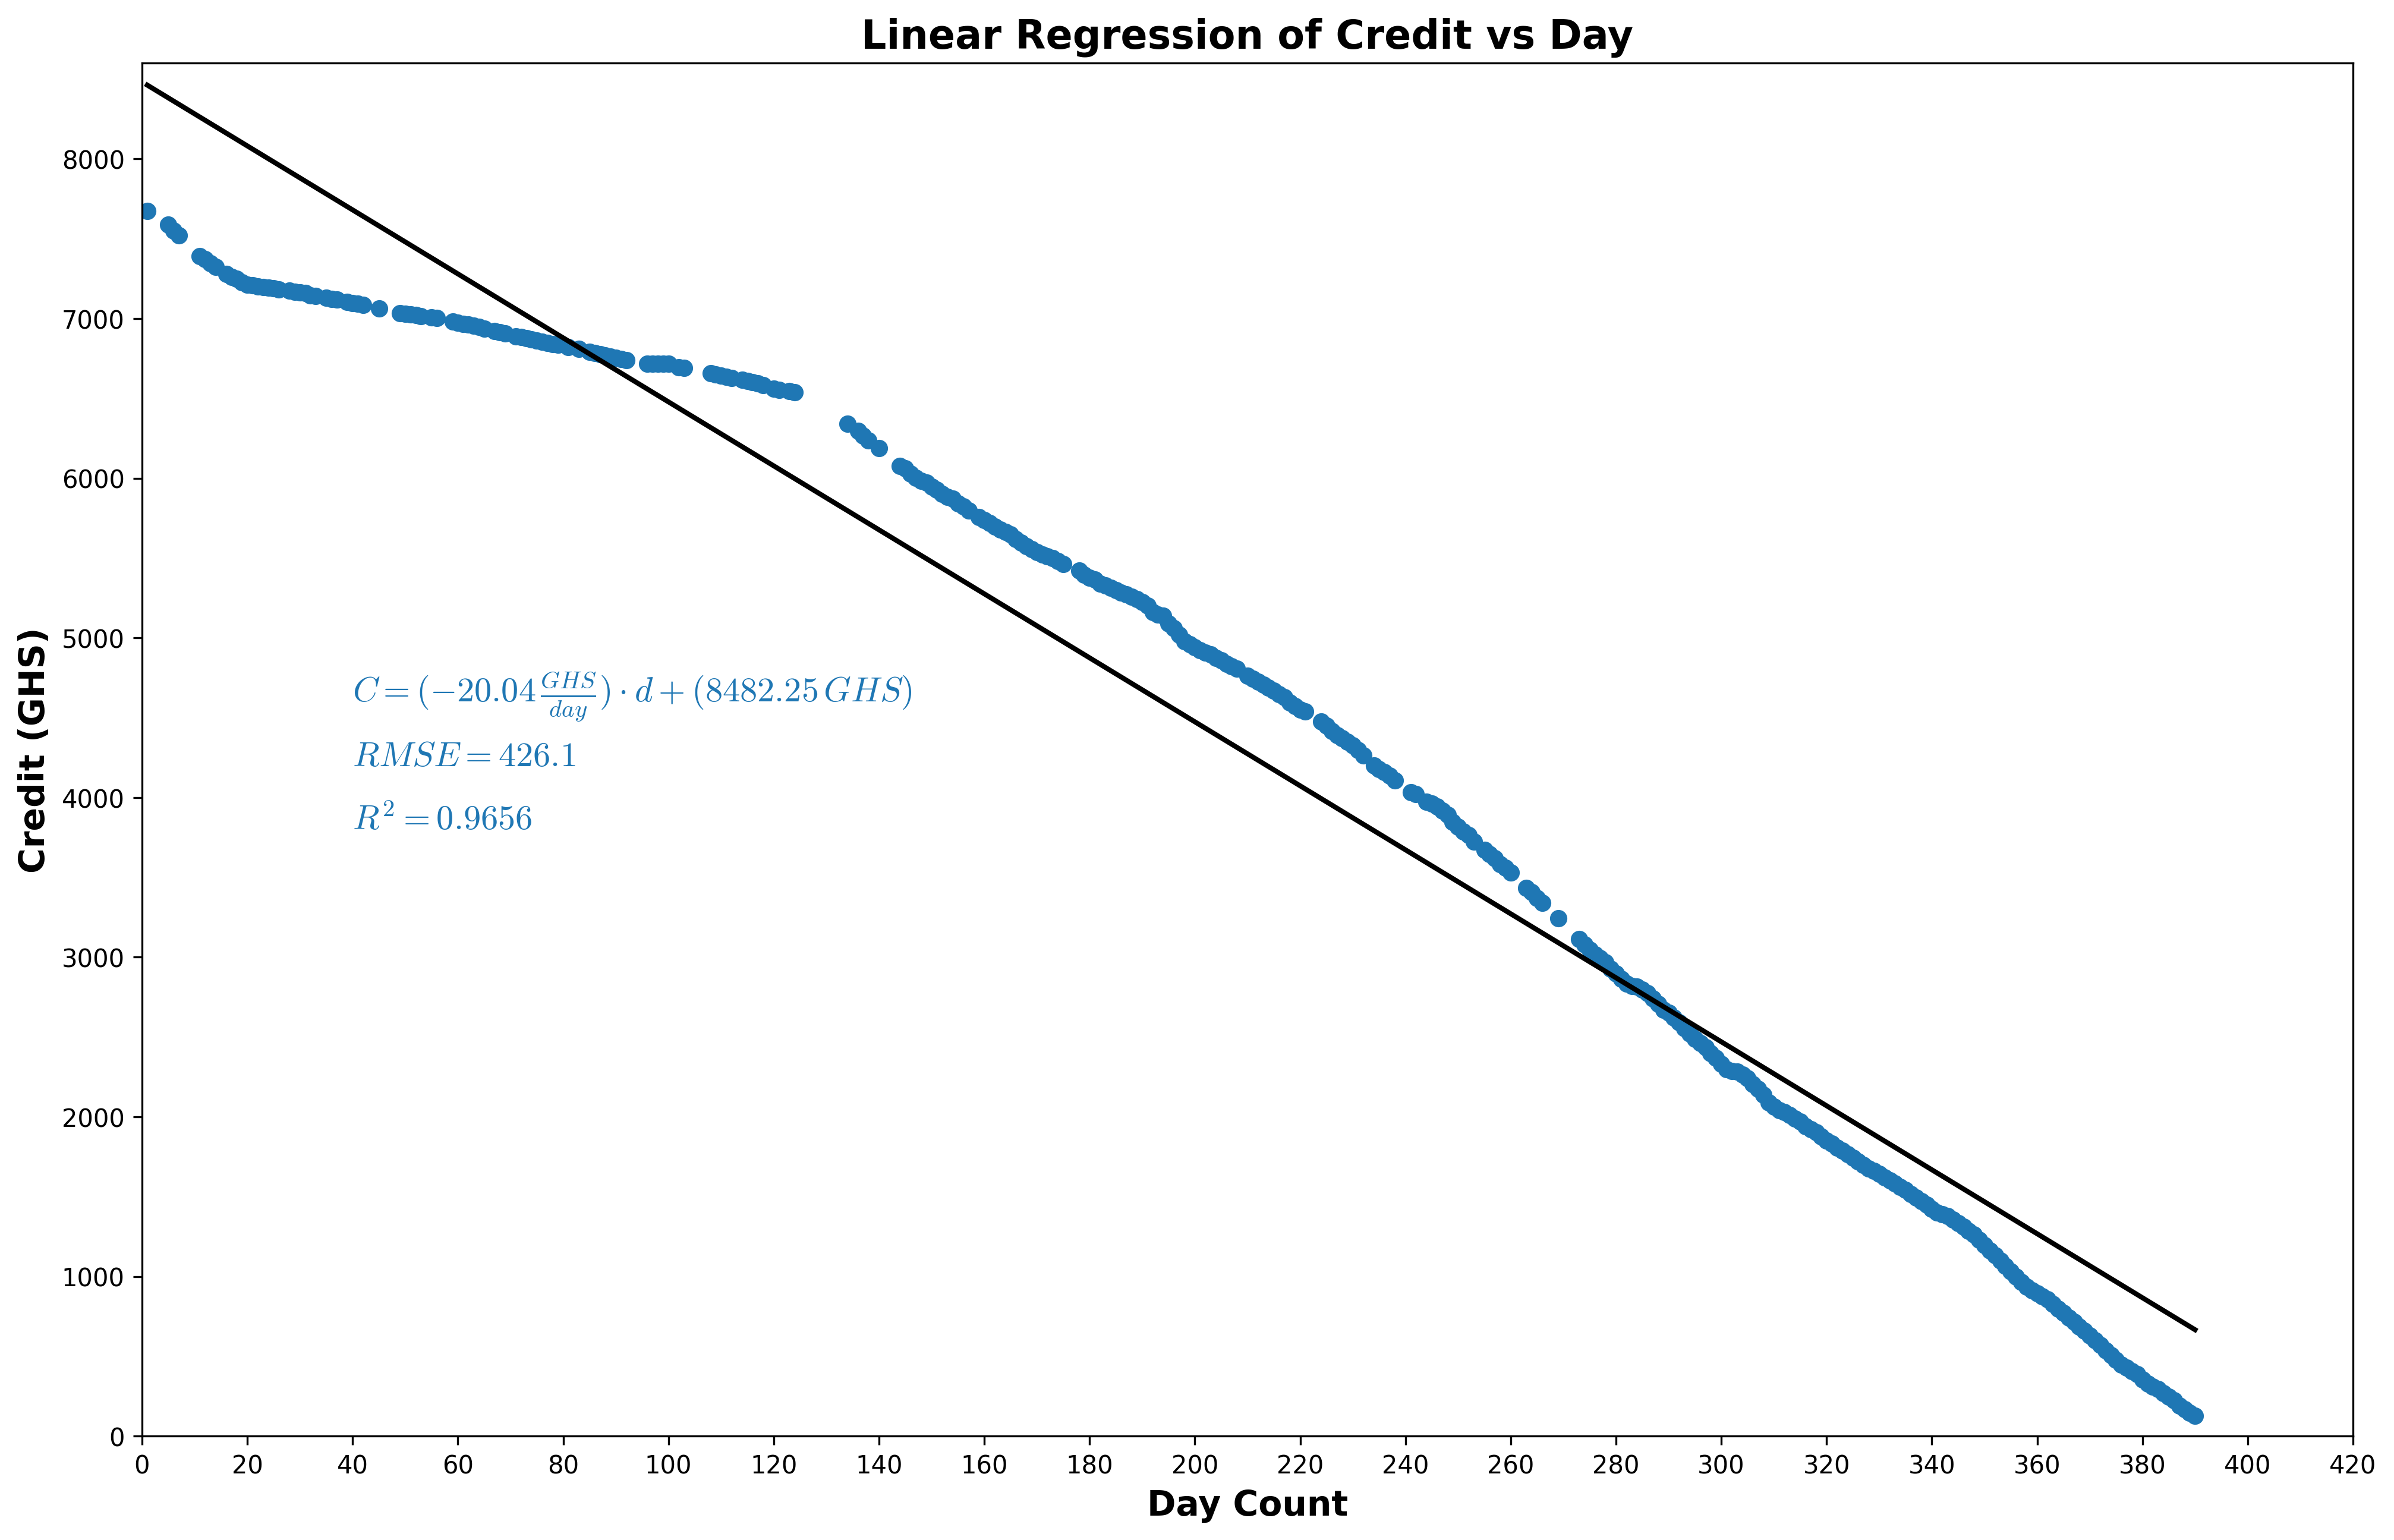 Linear Regression of Credit vs Day
8000
7000
6000
5000
4000
3000
2000
1000
0
Credit (GHS)
C = (−20.04 GHS/day) · d + (8482.25 GHS)
RMSE = 426.1
R² = 0.9656
0 20 40 60 80 100 120 140 160 180 200 220 240 260 280 300 320 340 360 380 400 420
Day Count